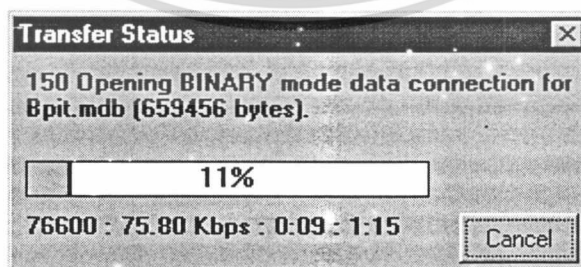 Transfer Status
150 Opening BINARY mode data connection for
Bpit.mdb (659456 bytes).
11%
76600 : 75.80 Kbps : 0:09 : 1:15
Cancel